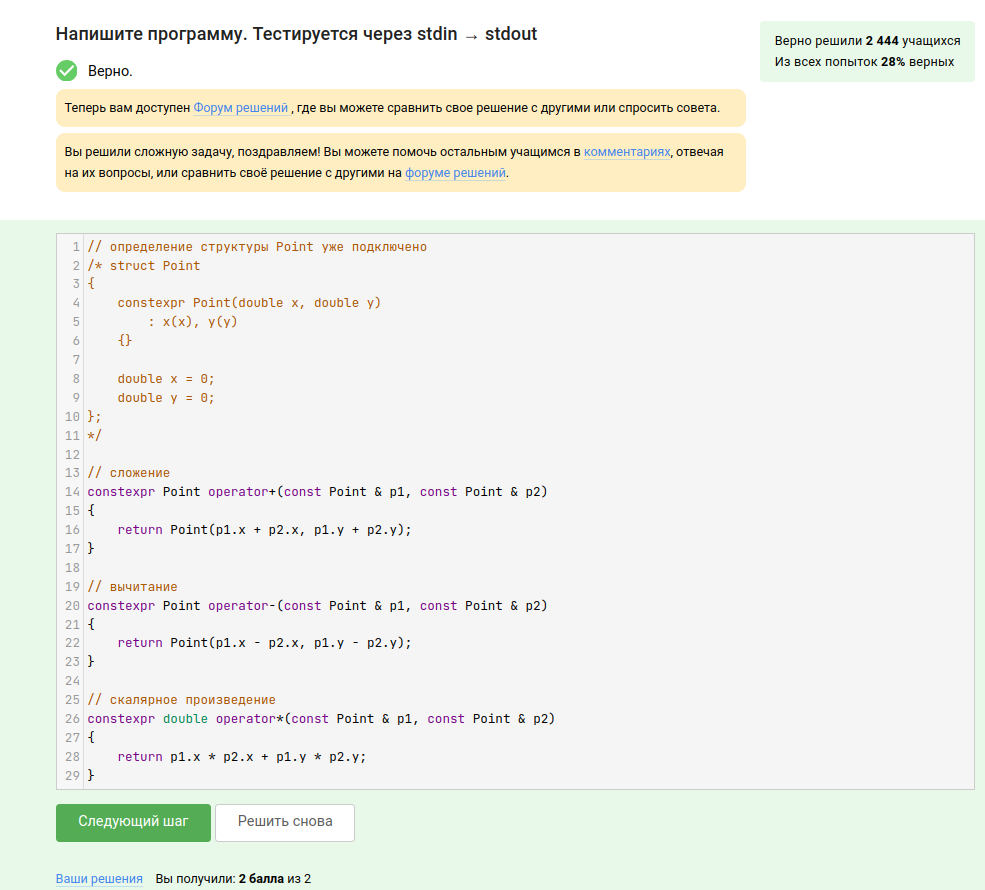 Напишите программу. Тестируется через stdin → stdout
Верно решили 2 444 учащихся
Из всех попыток 28% верных
Верно.
Теперь вам доступен Форум решений , где вы можете сравнить свое решение с другими или спросить совета.
Вы решили сложную задачу, поздравляем! Вы можете помочь остальным учащимся в комментариях, отвечая
на их вопросы, или сравнить своё решение с другими на форуме решений.
1 // определение структуры Point уже подключено
2 /* struct Point
3 {
4     constexpr Point(double x, double y)
5         : x(x), y(y)
6     {}
7
8     double x = 0;
9     double y = 0;
10 };
11 */
12
13 // сложение
14 constexpr Point operator+(const Point & p1, const Point & p2)
15 {
16     return Point(p1.x + p2.x, p1.y + p2.y);
17 }
18
19 // вычитание
20 constexpr Point operator-(const Point & p1, const Point & p2)
21 {
22     return Point(p1.x - p2.x, p1.y - p2.y);
23 }
24
25 // скалярное произведение
26 constexpr double operator*(const Point & p1, const Point & p2)
27 {
28     return p1.x * p2.x + p1.y * p2.y;
29 }
Следующий шаг
Решить снова
Ваши решения Вы получили: 2 балла из 2